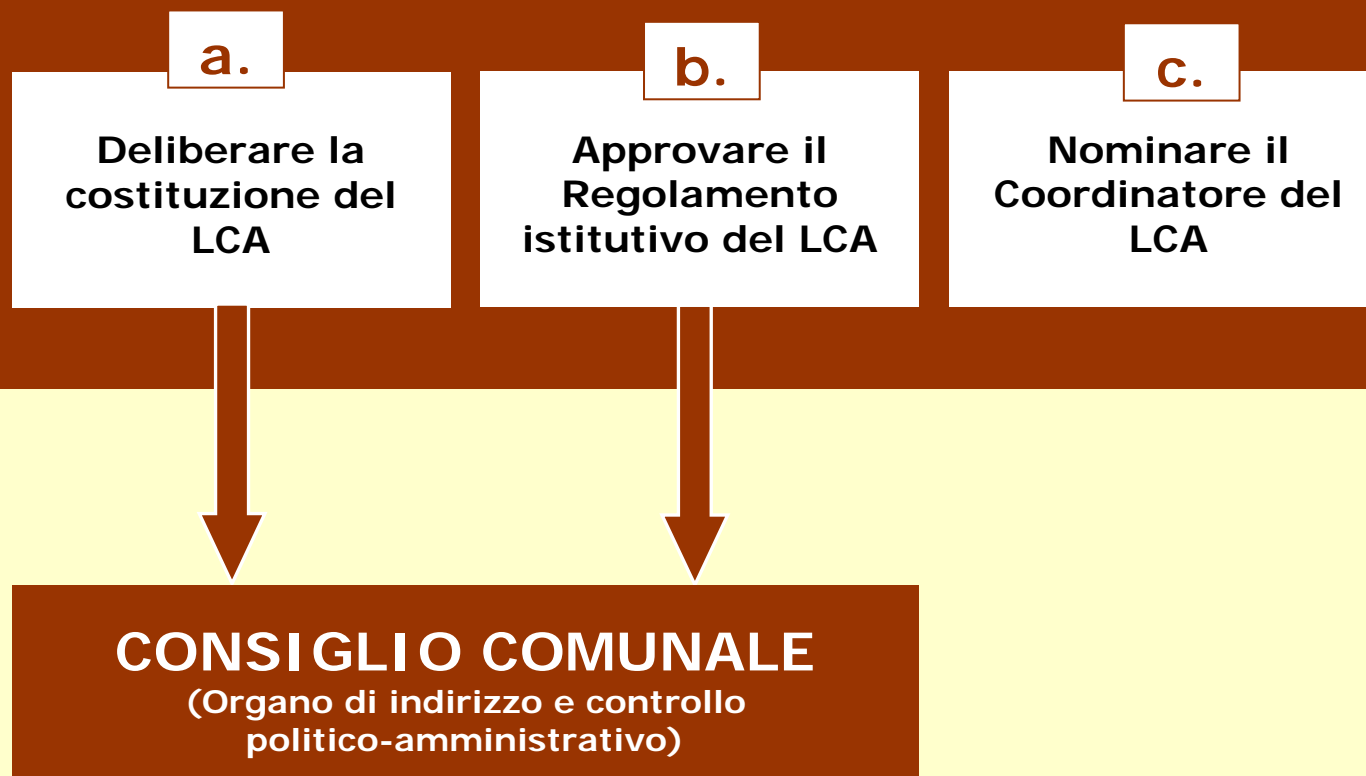 a.
Deliberare la
costituzione del
LCA
b.
Approvare il
Regolamento
istitutivo del LCA
c.
Nominare il
Coordinatore del
LCA
CONSIGLIO COMUNALE
(Organo di indirizzo e controllo
politico-amministrativo)